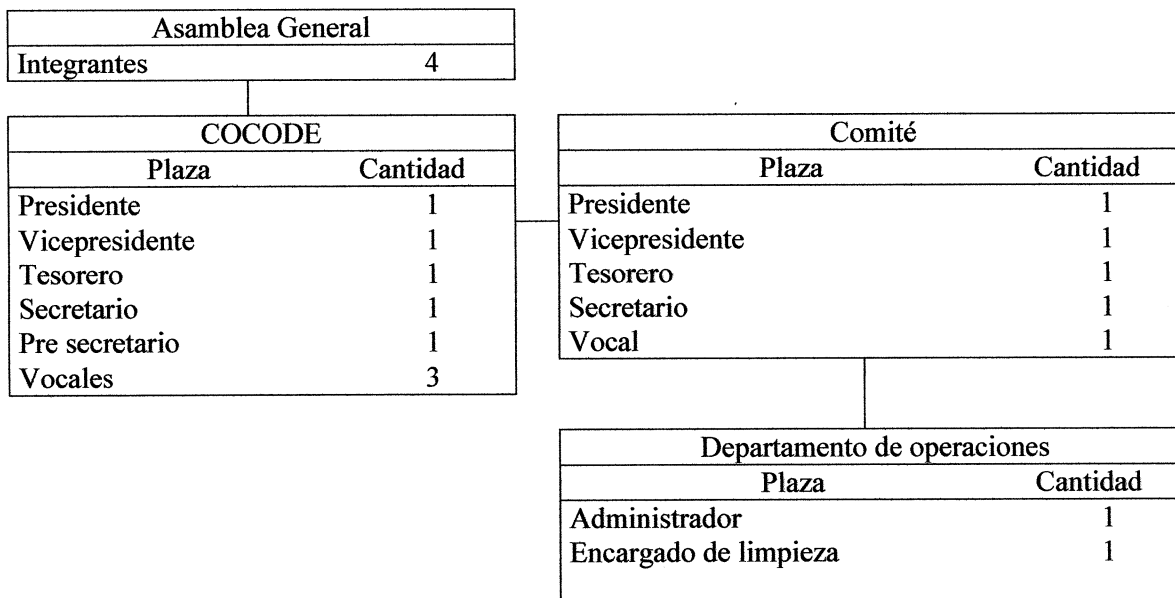 Asamblea General
Integrantes 4
COCODE
Plaza Cantidad
Presidente 1
Vicepresidente 1
Tesorero 1
Secretario 1
Pre secretario 1
Vocales 3
Comité
Plaza Cantidad
Presidente 1
Vicepresidente 1
Tesorero 1
Secretario 1
Vocal 1
Departamento de operaciones
Plaza Cantidad
Administrador 1
Encargado de limpieza 1